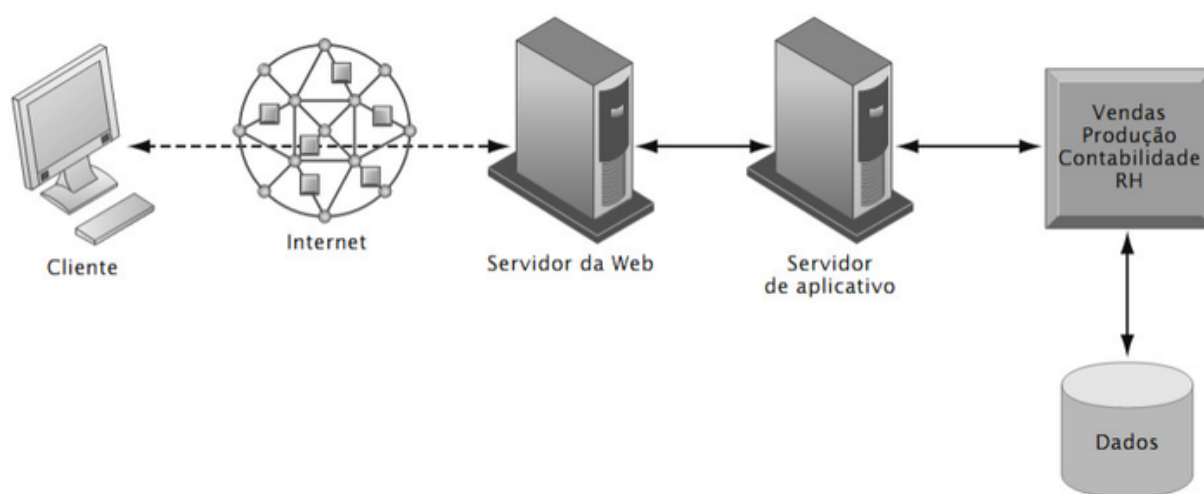 Cliente
Internet
Servidor da Web
Servidor
de aplicativo
Vendas
Produção
Contabilidade
RH
Dados